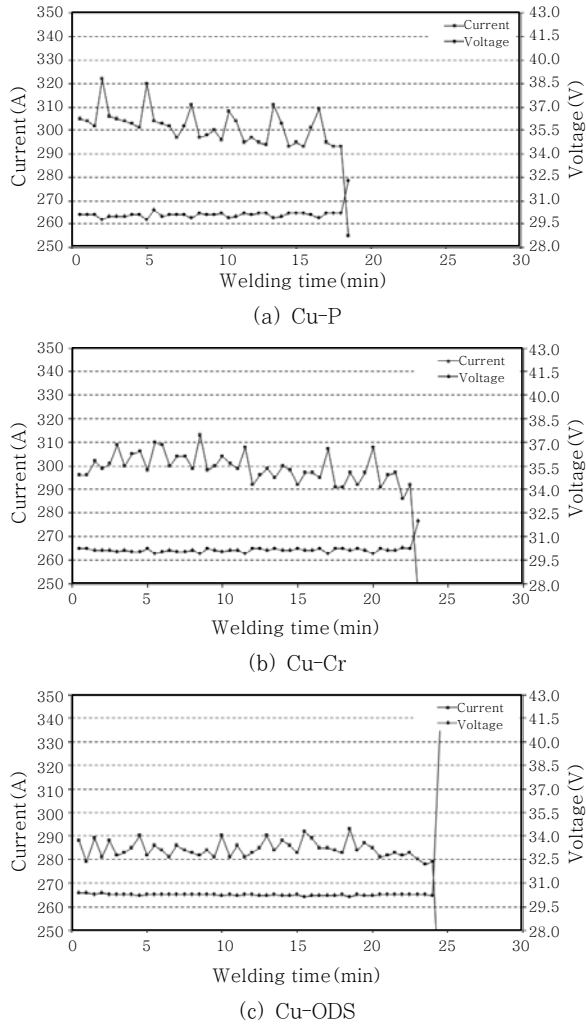 350 43.0
Current
340 41.5
Voltage
330 40.0
320 38.5
310 37.0
300 35.5
290 34.0
280 32.5
270 31.0
260 29.5
250 28.0
Current(A)
Voltage(V)
0 5 10 15 20 25 30
Welding time(min)
(a) Cu-P
350 43.0
Current
340 41.5
Voltage
330 40.0
320 38.5
310 37.0
300 35.5
290 34.0
280 32.5
270 31.0
260 29.5
250 28.0
Current(A)
Voltage(V)
0 5 10 15 20 25 30
Welding time(min)
(b) Cu-Cr
350 43.0
Current
340 41.5
Voltage
330 40.0
320 38.5
310 37.0
300 35.5
290 34.0
280 32.5
270 31.0
260 29.5
250 28.0
Current(A)
Voltage(V)
0 5 10 15 20 25 30
Welding time(min)
(c) Cu-ODS